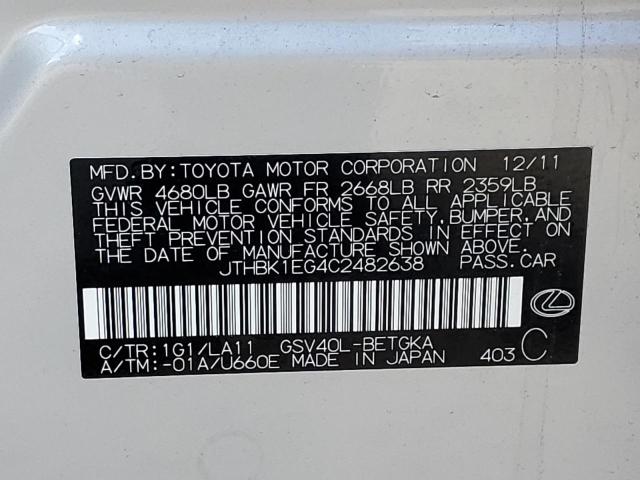 MFD.BY:TOYOTA MOTOR CORPORATION 12/11
GVWR 4680LB GAWR FR 2668LB RR 2359LB
THIS VEHICLE CONFORMS TO ALL APPLICABLE
FEDERAL MOTOR VEHICLE SAFETY,BUMPER,AND
THEFT PREVENTION STANDARDS IN EFFECT ON
THE DATE OF MANUFACTURE SHOWN ABOVE.
JTHBK1EG4C2482638 PASS.CAR
C/TR:1G1/LA11 GSV40L-BETGKA
A/TM:-01A/U660E MADE IN JAPAN 403 C